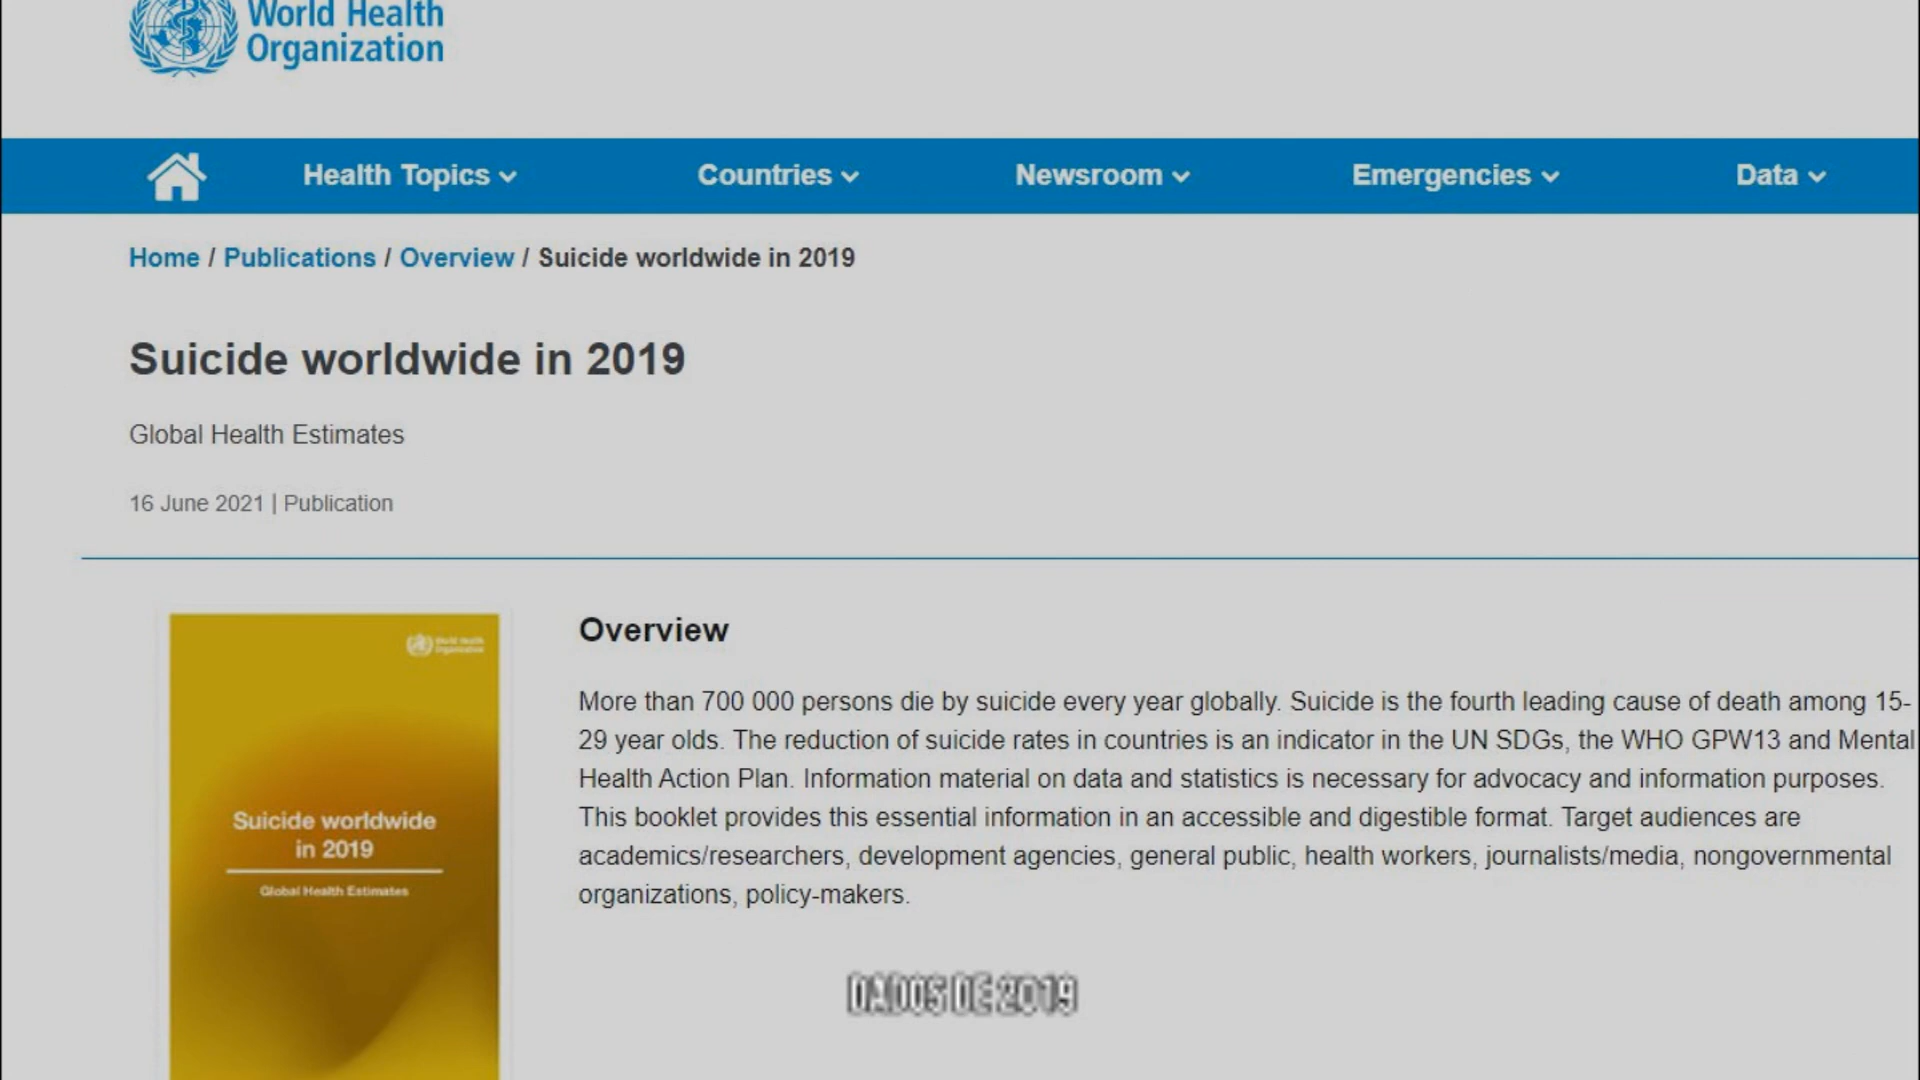 World Health
Organization
Health Topics
Countries
Newsroom
Emergencies
Data
Home / Publications / Overview / Suicide worldwide in 2019
Suicide worldwide in 2019
Global Health Estimates
16 June 2021 | Publication
World Health
Organization
Suicide worldwide
in 2019
Global Health Estimates
Overview
More than 700 000 persons die by suicide every year globally. Suicide is the fourth leading cause of death among 15-
29 year olds. The reduction of suicide rates in countries is an indicator in the UN SDGs, the WHO GPW13 and Mental
Health Action Plan. Information material on data and statistics is necessary for advocacy and information purposes.
This booklet provides this essential information in an accessible and digestible format. Target audiences are
academics/researchers, development agencies, general public, health workers, journalists/media, nongovernmental
organizations, policy-makers.
DADOS DE 2019